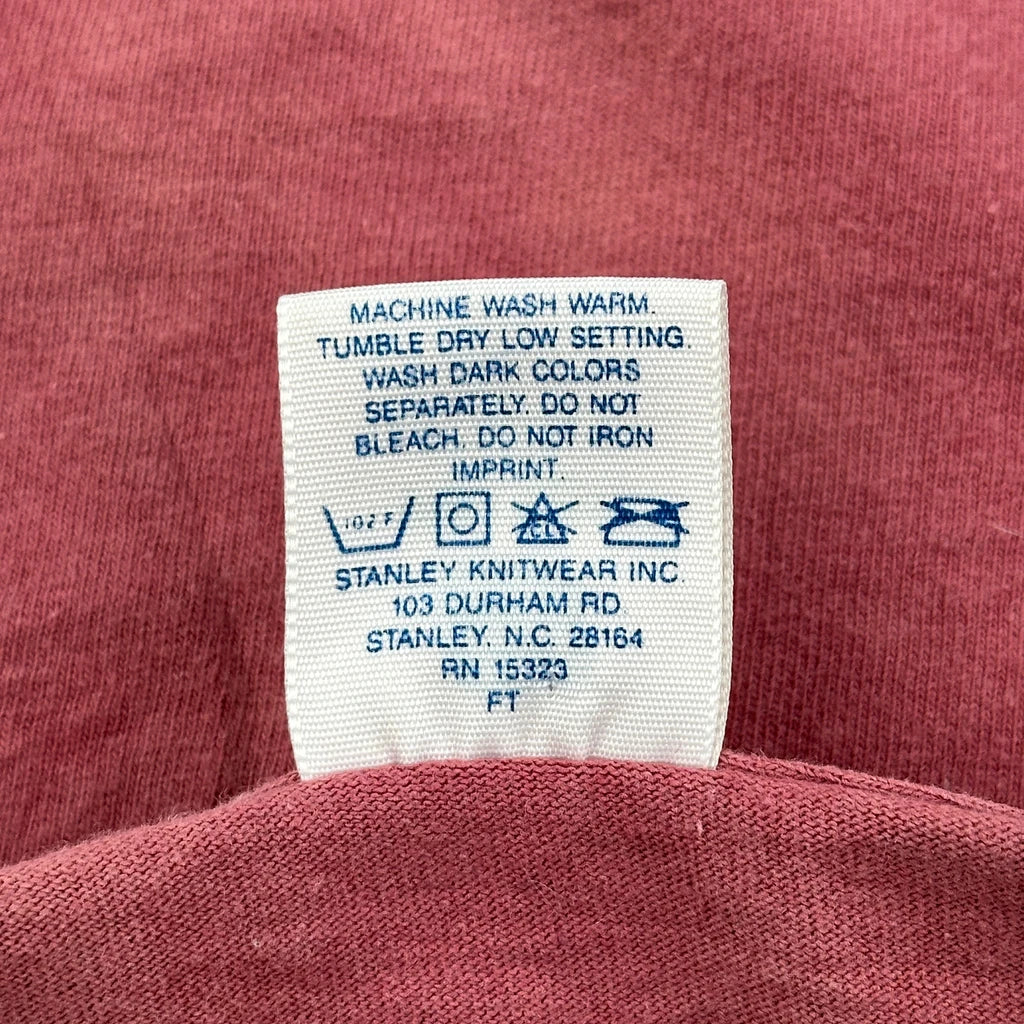 MACHINE WASH WARM.
TUMBLE DRY LOW SETTING.
WASH DARK COLORS
SEPARATELY. DO NOT
BLEACH. DO NOT IRON
IMPRINT.
102 F CL
STANLEY KNITWEAR INC
103 DURHAM RD
STANLEY, N.C. 28164
RN 15323
FT